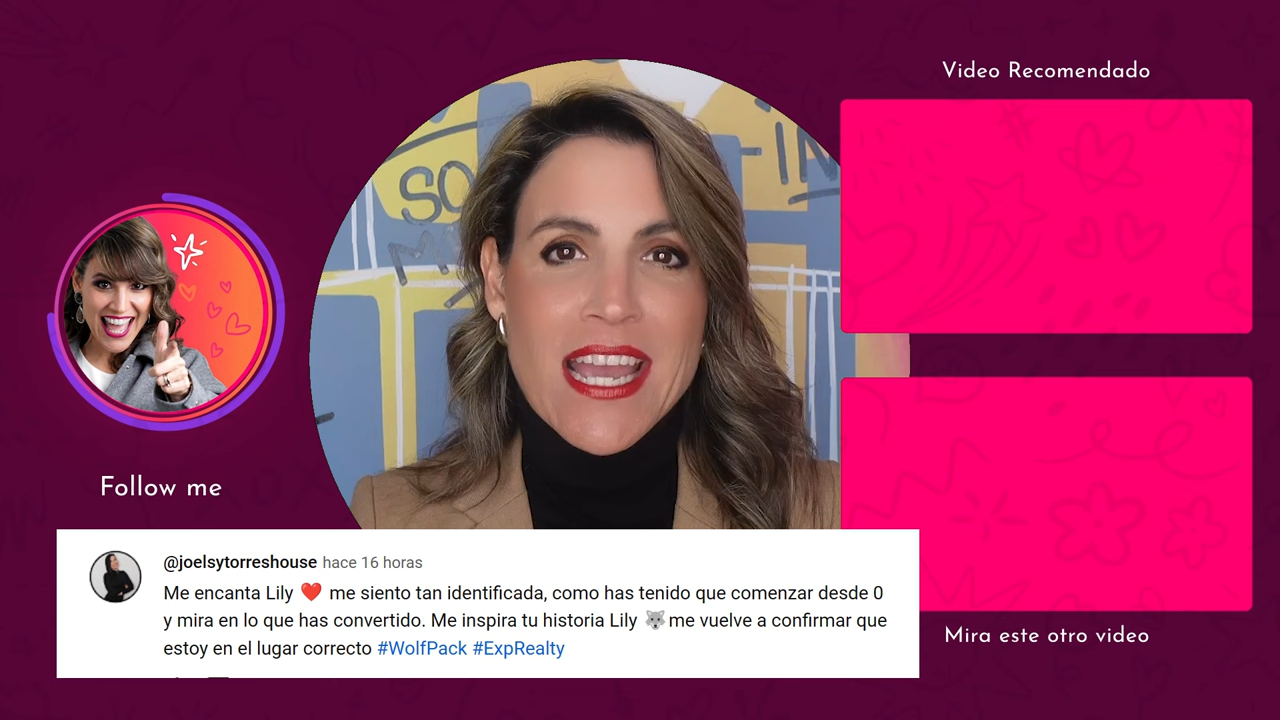 Video Recomendado
SO
Follow me
@joelsytorreshouse hace 16 horas
Me encanta Lily ❤️ me siento tan identificada, como has tenido que comenzar desde 0
y mira en lo que has convertido. Me inspira tu historia Lily 🐺 me vuelve a confirmar que
estoy en el lugar correcto #WolfPack #ExpRealty
Mira este otro video